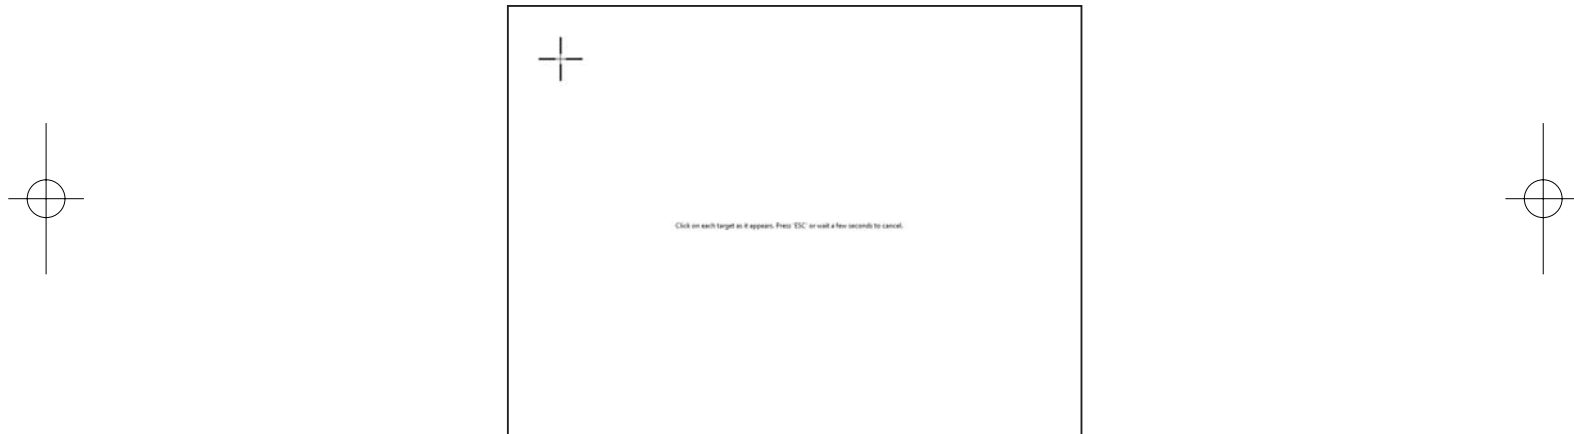 Click on each target as it appears. Press 'ESC' or wait a few seconds to cancel.